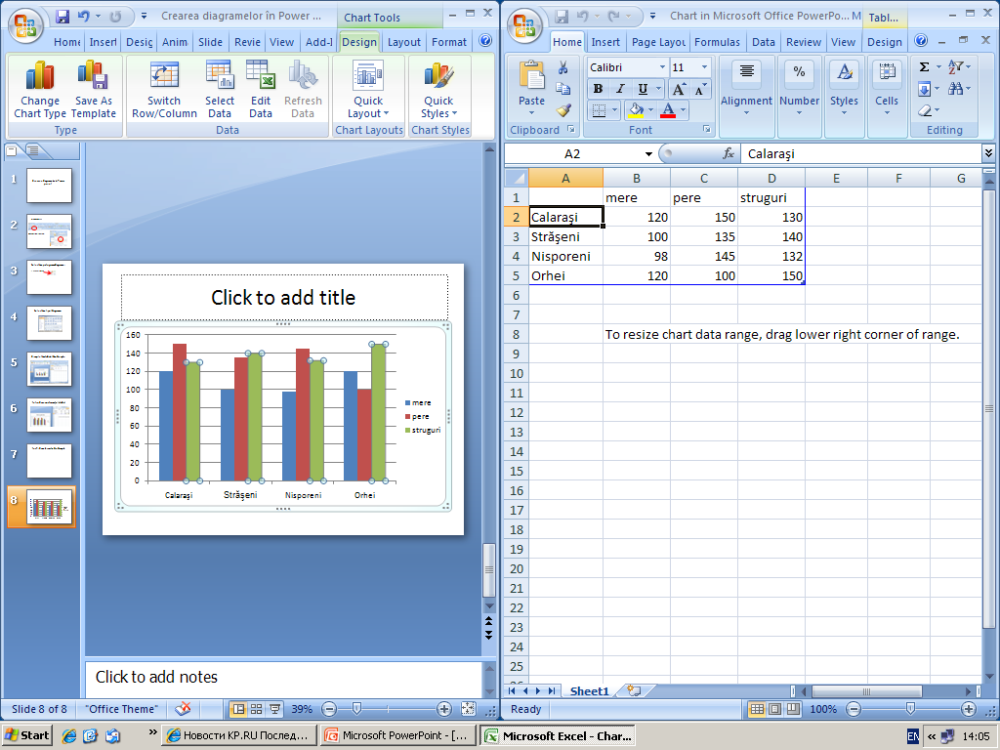 Crearea diagramelor în Power ...
Chart Tools
Home
Insert
Desig
Anim
Slide
Revie
View
Add-I
Design
Layout
Format
Change Chart Type
Save As Template
Type
Switch Row/Column
Select Data
Edit Data
Refresh Data
Data
Quick Layout
Chart Layouts
Quick Styles
Chart Styles
1
2
3
4
5
6
7
8
Click to add title
160
140
120
100
80
60
40
20
0
Calaraşi
Străşeni
Nisporeni
Orhei
mere
pere
struguri
Click to add notes
Slide 8 of 8
"Office Theme"
39%
Chart in Microsoft Office PowerPo... M
Tabl...
Home
Insert
Page Layou
Formulas
Data
Review
View
Design
Paste
Clipboard
Calibri
11
B I U
A A
A
Font
Alignment
%
Number
A
Styles
Cells
Σ
Editing
A2
fx
Calaraşi
A B C D E F G
1 mere pere struguri
2 Calaraşi 120 150 130
3 Străşeni 100 135 140
4 Nisporeni 98 145 132
5 Orhei 120 100 150
6
7
8 To resize chart data range, drag lower right corner of range.
9
10
11
12
13
14
15
16
17
18
19
20
21
22
23
24
25
Sheet1
Ready
100%
Start
»
Новости KP.RU Послед...
Microsoft PowerPoint - [...
Microsoft Excel - Char...
EN
«
14:05